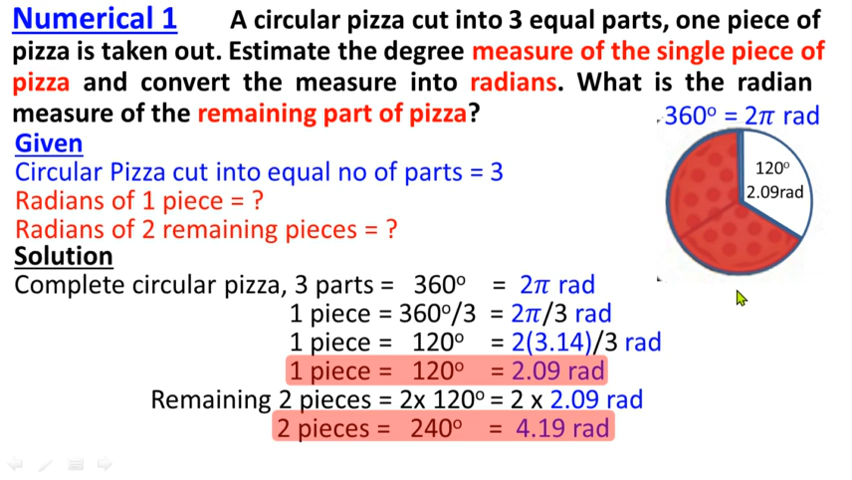 Numerical 1 A circular pizza cut into 3 equal parts, one piece of
pizza is taken out. Estimate the degree measure of the single piece of
pizza and convert the measure into radians. What is the radian
measure of the remaining part of pizza?
360° = 2π rad
Given
Circular Pizza cut into equal no of parts = 3
Radians of 1 piece = ?
Radians of 2 remaining pieces = ?
120°
2.09rad
Solution
Complete circular pizza, 3 parts = 360° = 2π rad
1 piece = 360°/3 = 2π/3 rad
1 piece = 120° = 2(3.14)/3 rad
1 piece = 120° = 2.09 rad
Remaining 2 pieces = 2x 120° = 2 x 2.09 rad
2 pieces = 240° = 4.19 rad